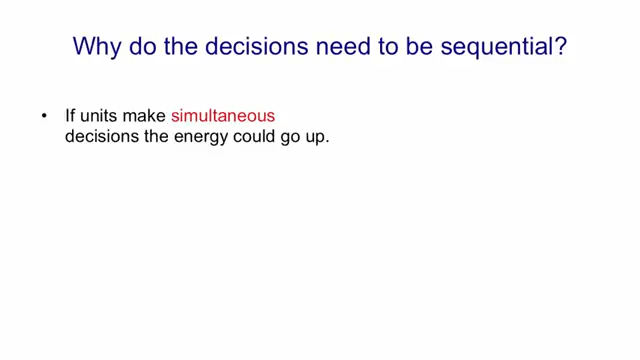 Why do the decisions need to be sequential?
• If units make simultaneous
decisions the energy could go up.